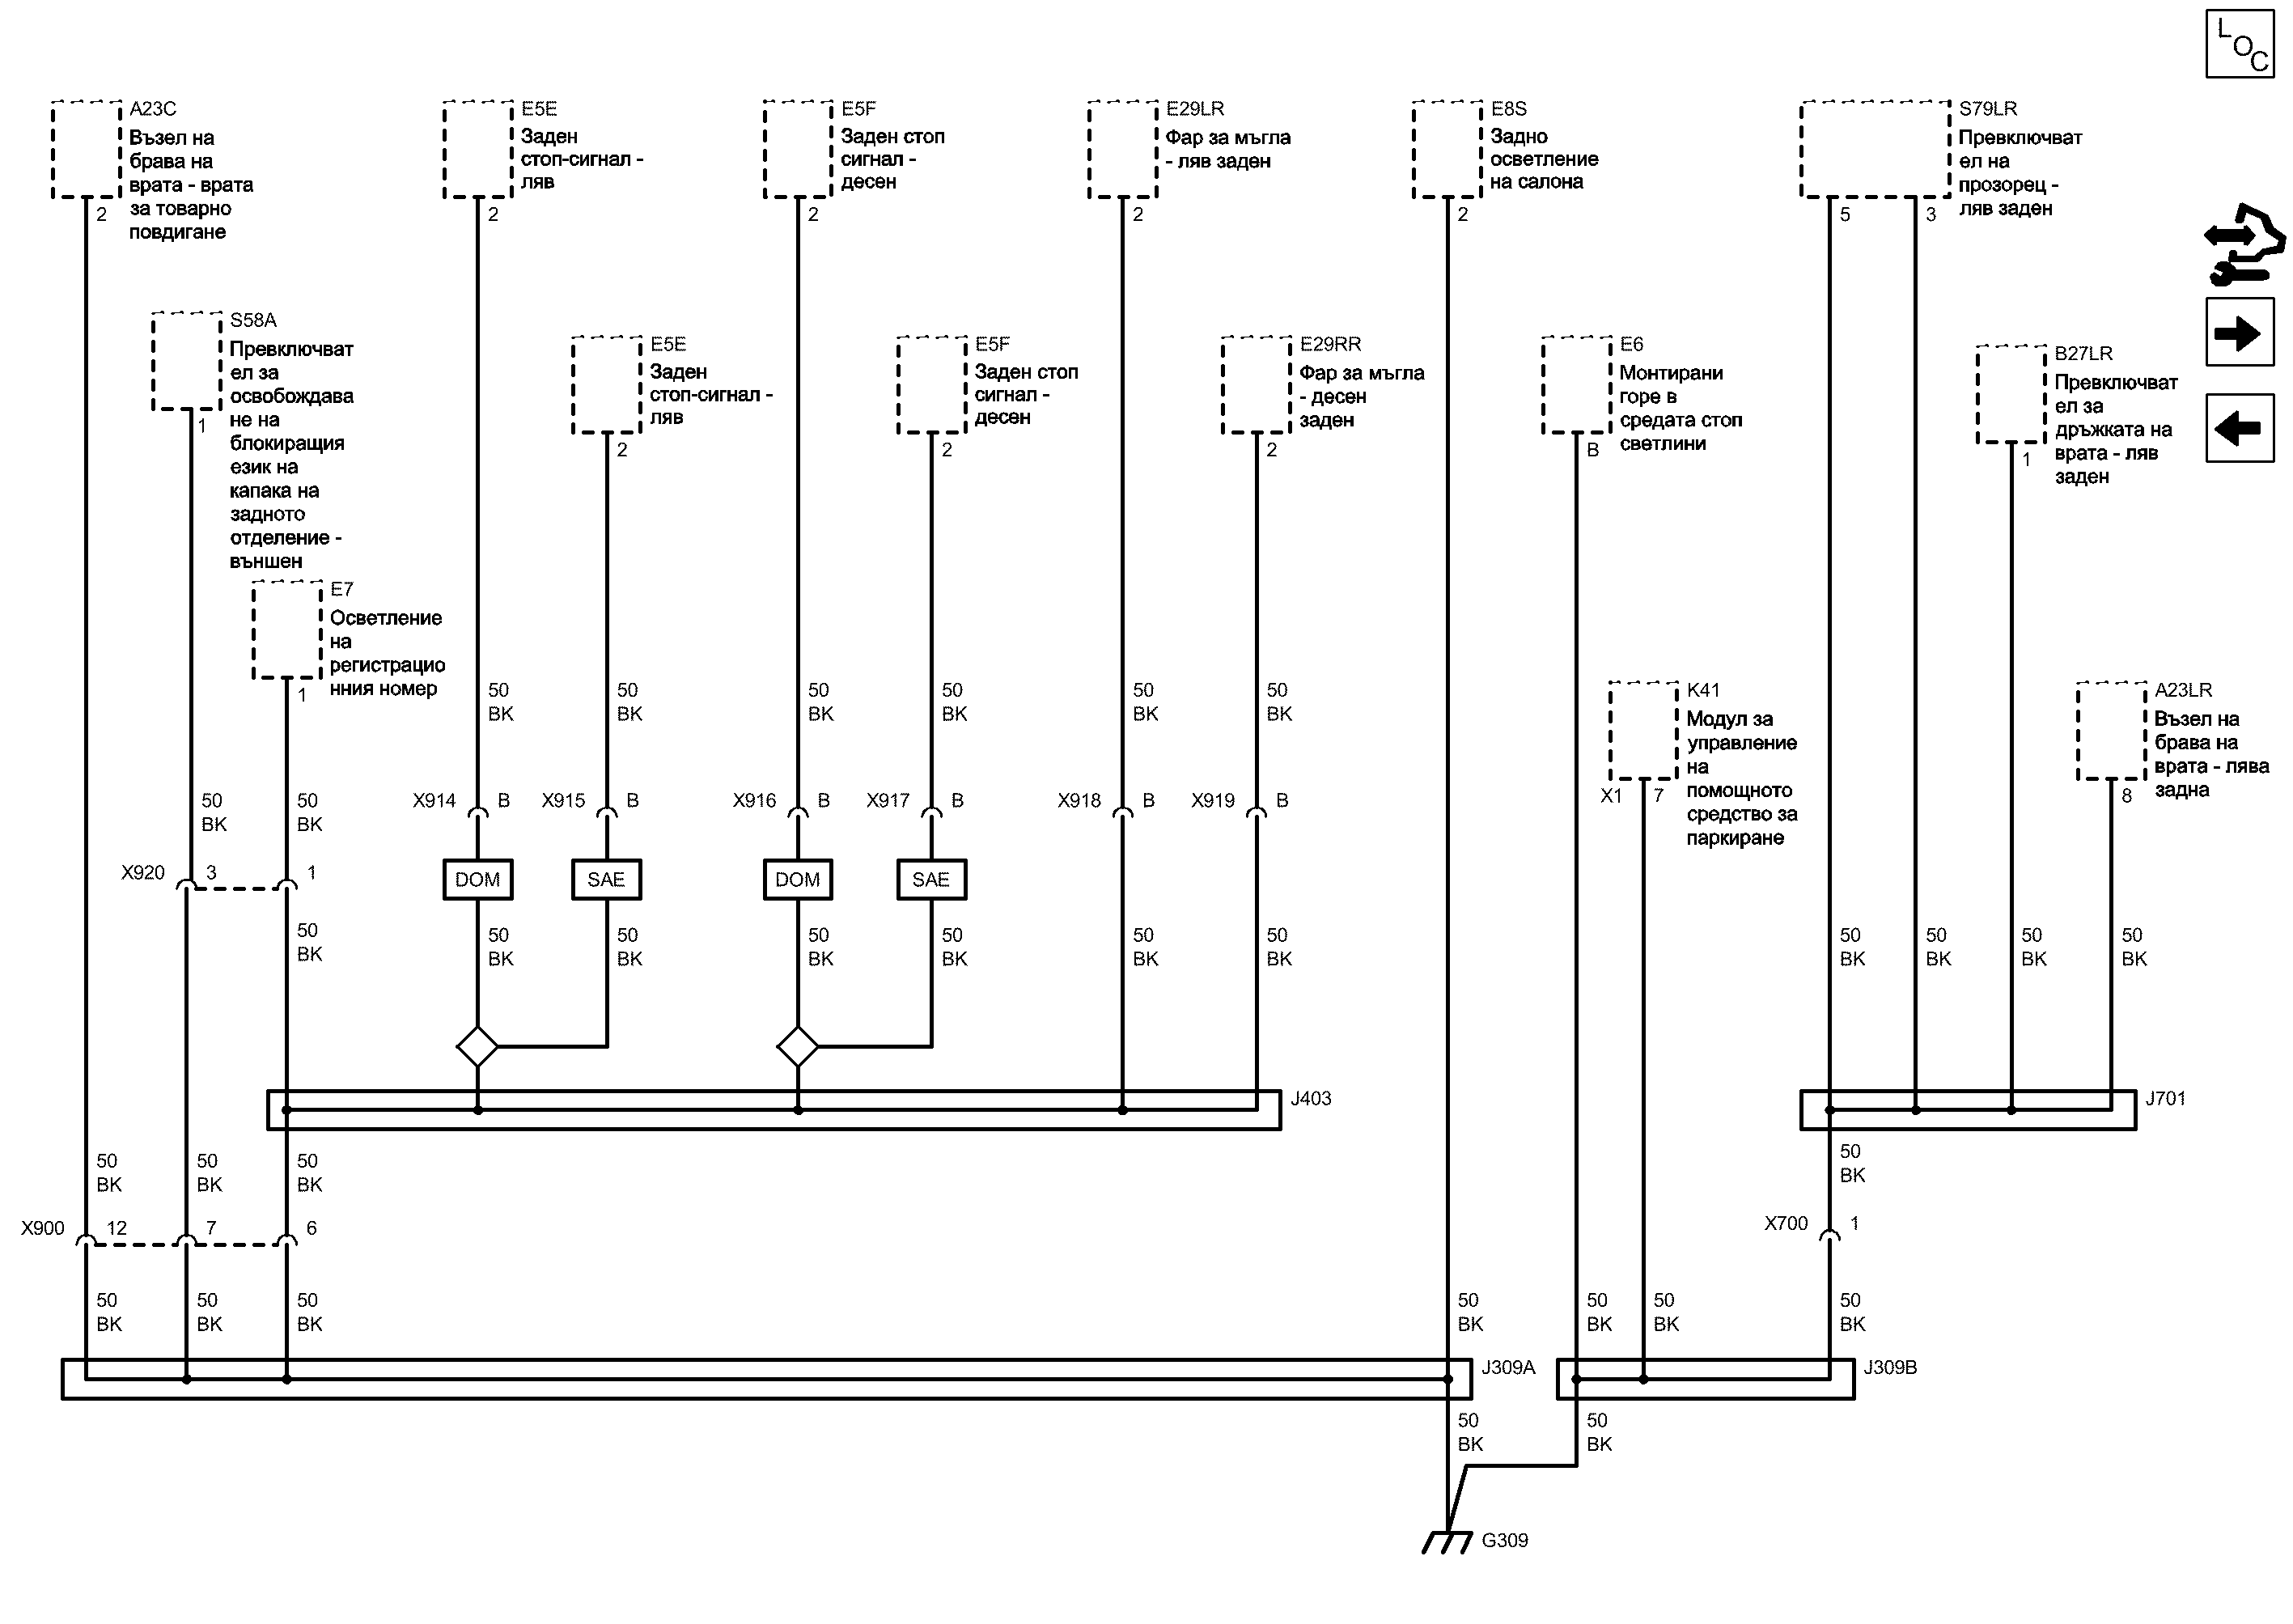 L
O
C
A23C
Възел на
брава на
врата - врата
за товарно
повдигане
2
E5E
Заден
стоп-сигнал -
ляв
2
E5F
Заден стоп
сигнал -
десен
2
E29LR
Фар за мъгла
- ляв заден
2
E8S
Задно
осветление
на салона
2
S79LR
Превключват
ел на
прозорец -
ляв заден
5
3
S58A
Превключват
ел за
освобождава
не на
блокиращия
език на
капака на
задното
отделение -
външен
1
E5E
Заден
стоп-сигнал -
ляв
2
E5F
Заден стоп
сигнал -
десен
2
E29RR
Фар за мъгла
- десен
заден
2
E6
Монтирани
горе в
средата стоп
светлини
B
B27LR
Превключват
ел за
дръжката на
врата - ляв
заден
1
E7
Осветление
на
регистрацио
нния номер
1
K41
Модул за
управление
на
помощното
средство за
паркиране
X1 7
A23LR
Възел на
брава на
врата - лява
задна
8
50 50 50 50 50 50
BK BK BK BK BK BK
50 50
BK BK
X914 B X915 B X916 B X917 B X918 B X919 B
X920 3 1
DOM SAE DOM SAE
50 50 50 50 50 50 50 50 50 50 50
BK BK BK BK BK BK BK BK BK BK BK
J403
J701
50 50 50 50
BK BK BK BK
X900 12 7 6
X700 1
50 50 50 50 50 50 50
BK BK BK BK BK BK BK
J309A
J309B
50 50
BK BK
G309